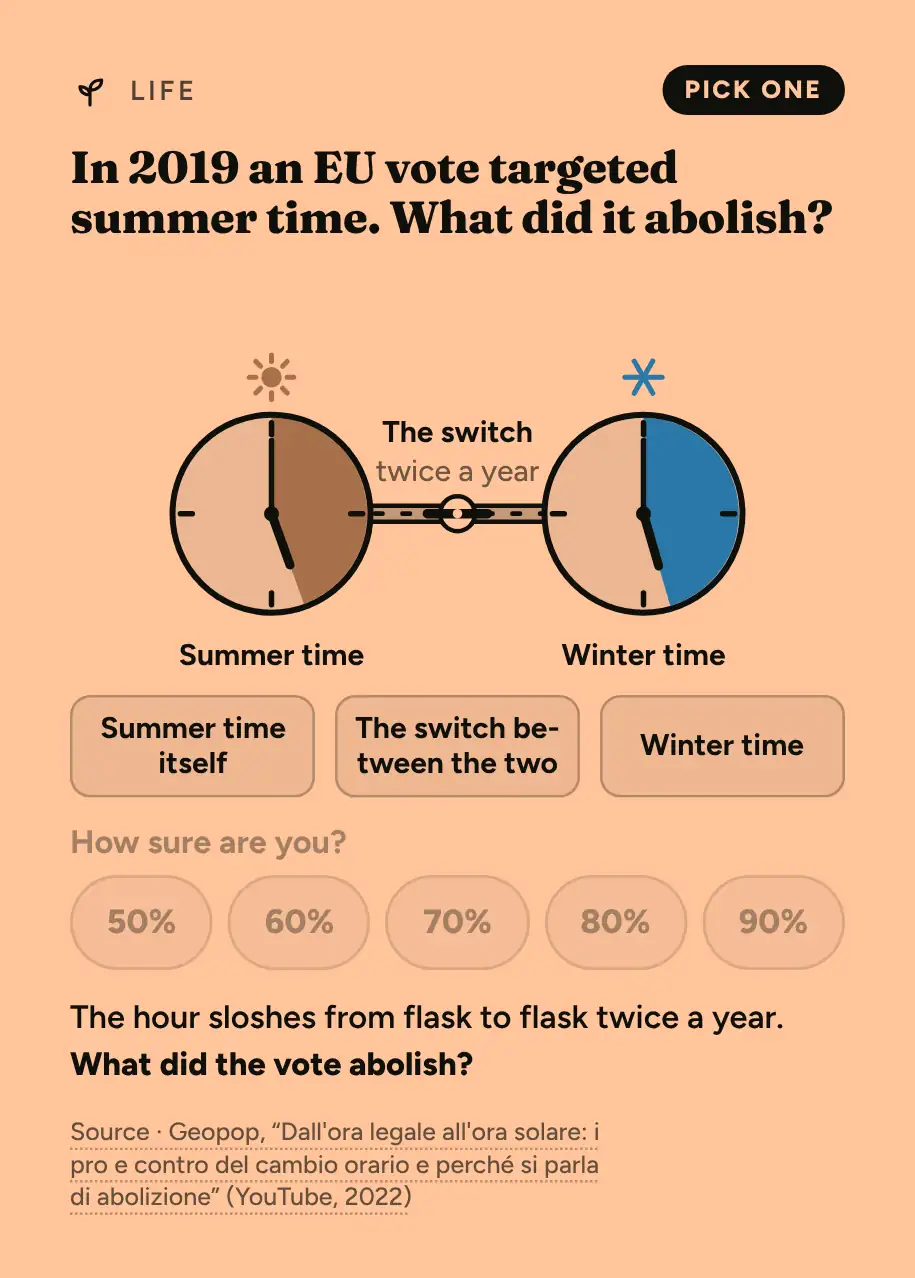 LIFE
PICK ONE
In 2019 an EU vote targeted
summer time. What did it abolish?
The switch
twice a year
Summer time
Winter time
Summer time
itself
The switch be-
tween the two
Winter time
How sure are you?
50%
60%
70%
80%
90%
The hour sloshes from flask to flask twice a year.
What did the vote abolish?
Source · Geopop, “Dall'ora legale all'ora solare: i
pro e contro del cambio orario e perché si parla
di abolizione” (YouTube, 2022)